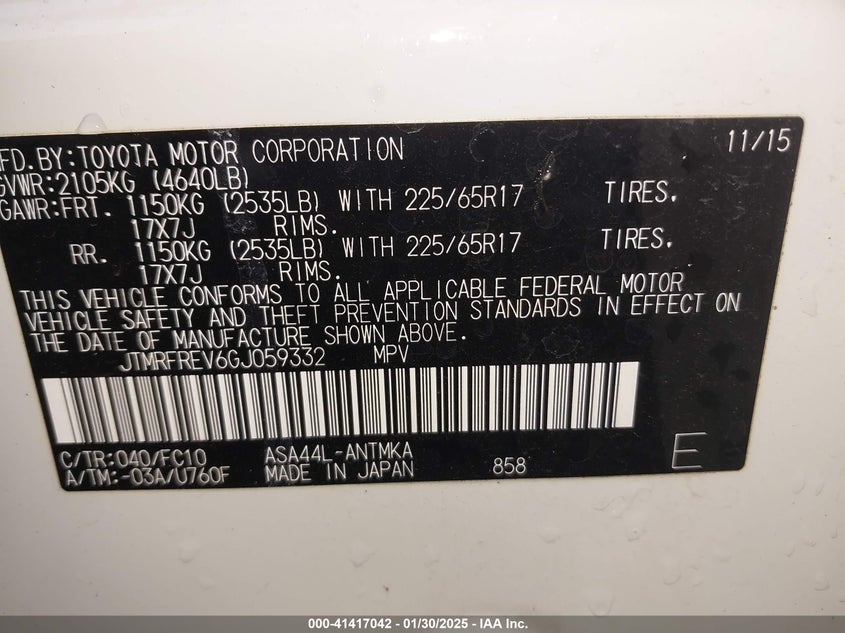 MFD.BY:TOYOTA MOTOR CORPORATION 11/15
GVWR:2105KG (4640LB)
GAWR:FRT. 1150KG (2535LB) WITH 225/65R17 TIRES.
17X7J RIMS.
RR. 1150KG (2535LB) WITH 225/65R17 TIRES.
17X7J RIMS.
THIS VEHICLE CONFORMS TO ALL APPLICABLE FEDERAL MOTOR
VEHICLE SAFETY AND THEFT PREVENTION STANDARDS IN EFFECT ON
THE DATE OF MANUFACTURE SHOWN ABOVE.
JTMRFREV6GJ059332 MPV
C/TR:040/FC10 ASA44L-ANTMKA
A/TM:-03A/U760F MADE IN JAPAN 858 E
000-41417042 / 01/30/2025 - IAA Inc.